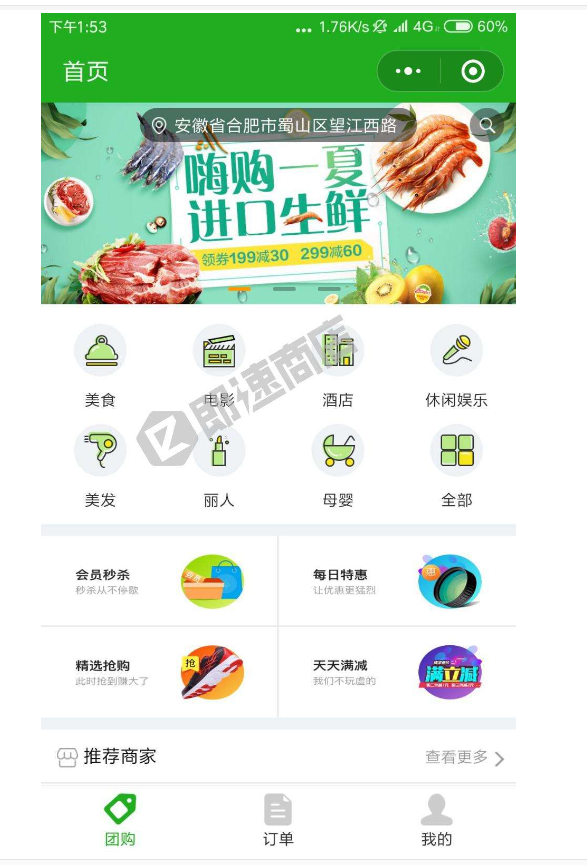 下午1:53
... 1.76K/s 4G 60%
首页
安徽省合肥市蜀山区望江西路
嗨购一夏
进口生鲜
领券199减30 299减60
美食 电影 酒店 休闲娱乐
即速商店
美发 丽人 母婴 全部
会员秒杀
秒杀从不停歇
每日特惠
让优惠更猛烈
惠
精选抢购
此时抢到赚大了
抢
天天满减
我们不玩虚的
满立减
推荐商家
查看更多
团购 订单 我的